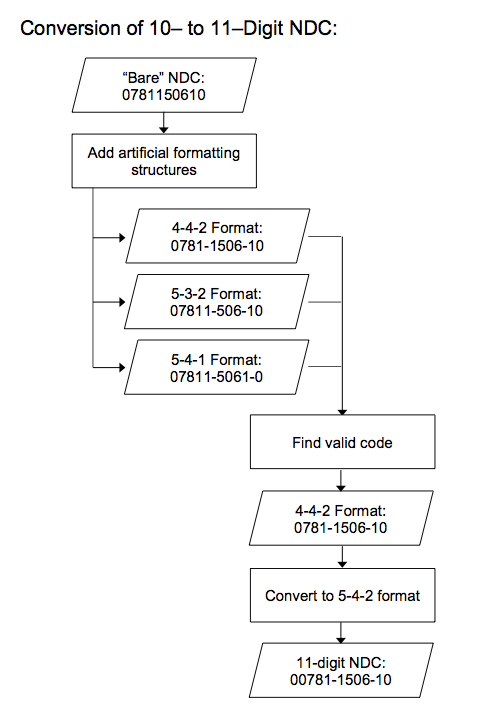 Conversion of 10– to 11–Digit NDC:
“Bare” NDC:
0781150610
Add artificial formatting
structures
4-4-2 Format:
0781-1506-10
5-3-2 Format:
07811-506-10
5-4-1 Format:
07811-5061-0
Find valid code
4-4-2 Format:
0781-1506-10
Convert to 5-4-2 format
11-digit NDC:
00781-1506-10